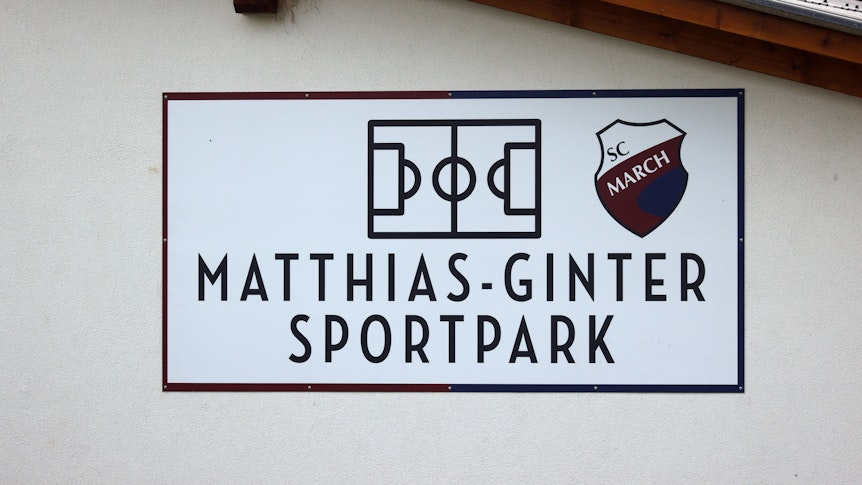 SC
MARCH
MATTHIAS-GINTER
SPORTPARK